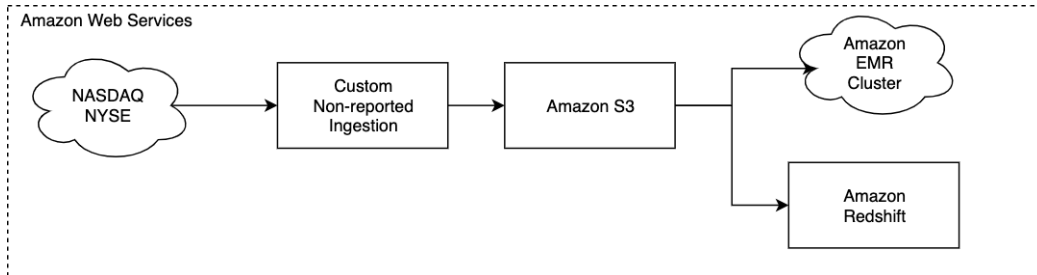 Amazon Web Services
NASDAQ
NYSE
Custom
Non-reported
Ingestion
Amazon S3
Amazon
EMR
Cluster
Amazon
Redshift